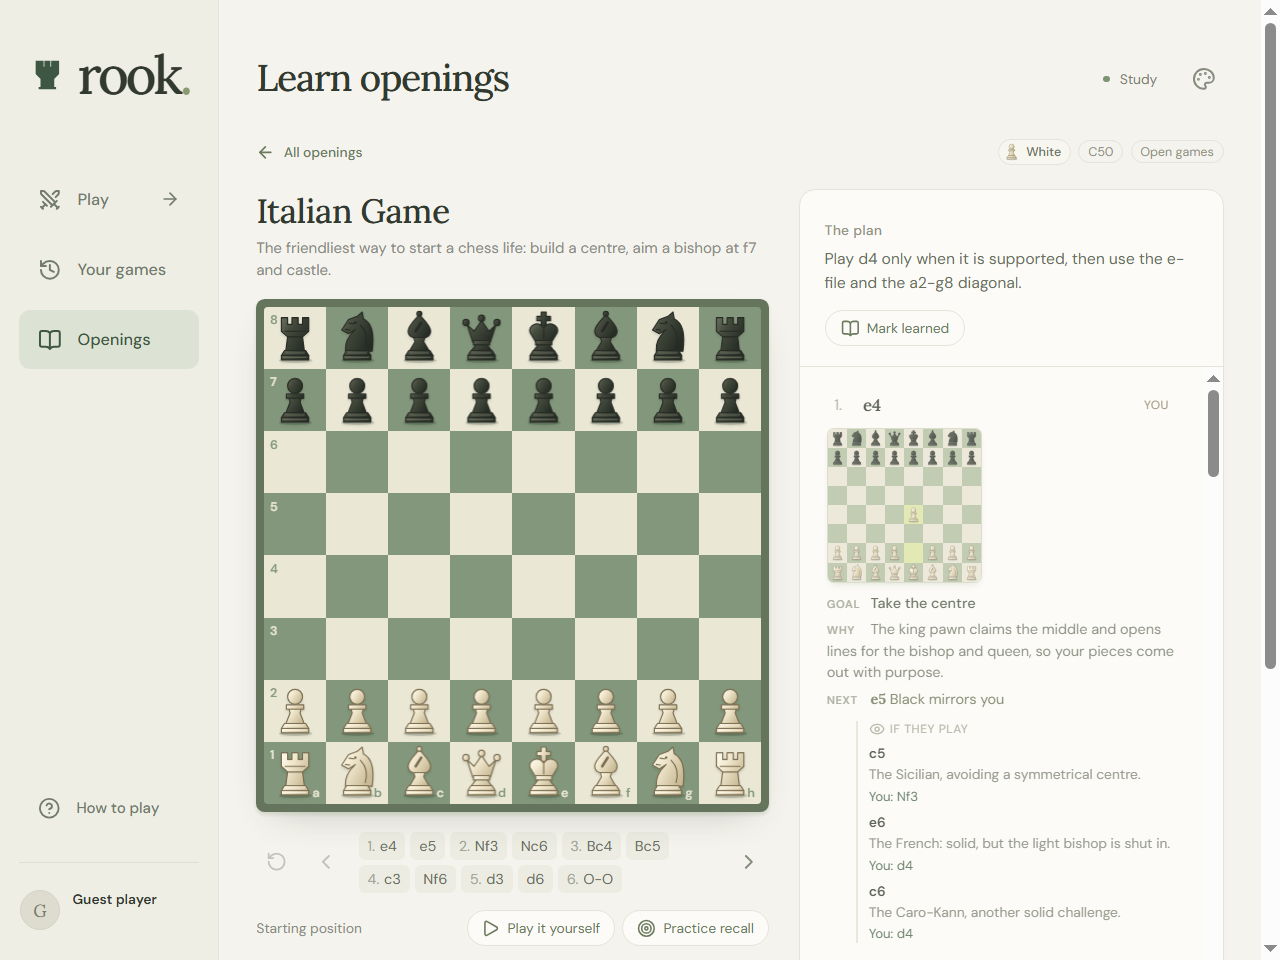 rook.
Learn openings
Study
Play
Your games
Openings
How to play
G
Guest player
All openings
White
C50
Open games
Italian Game
The friendliest way to start a chess life: build a centre, aim a bishop at f7
and castle.
8
7
6
5
4
3
2
1
a b c d e f g h
1. e4 e5 2. Nf3 Nc6 3. Bc4 Bc5
4. c3 Nf6 5. d3 d6 6. O-O
Starting position
Play it yourself
Practice recall
The plan
Play d4 only when it is supported, then use the e-
file and the a2-g8 diagonal.
Mark learned
1. e4 YOU
GOAL Take the centre
WHY The king pawn claims the middle and opens
lines for the bishop and queen, so your pieces come
out with purpose.
NEXT e5 Black mirrors you
IF THEY PLAY
c5
The Sicilian, avoiding a symmetrical centre.
You: Nf3
e6
The French: solid, but the light bishop is shut in.
You: d4
c6
The Caro-Kann, another solid challenge.
You: d4